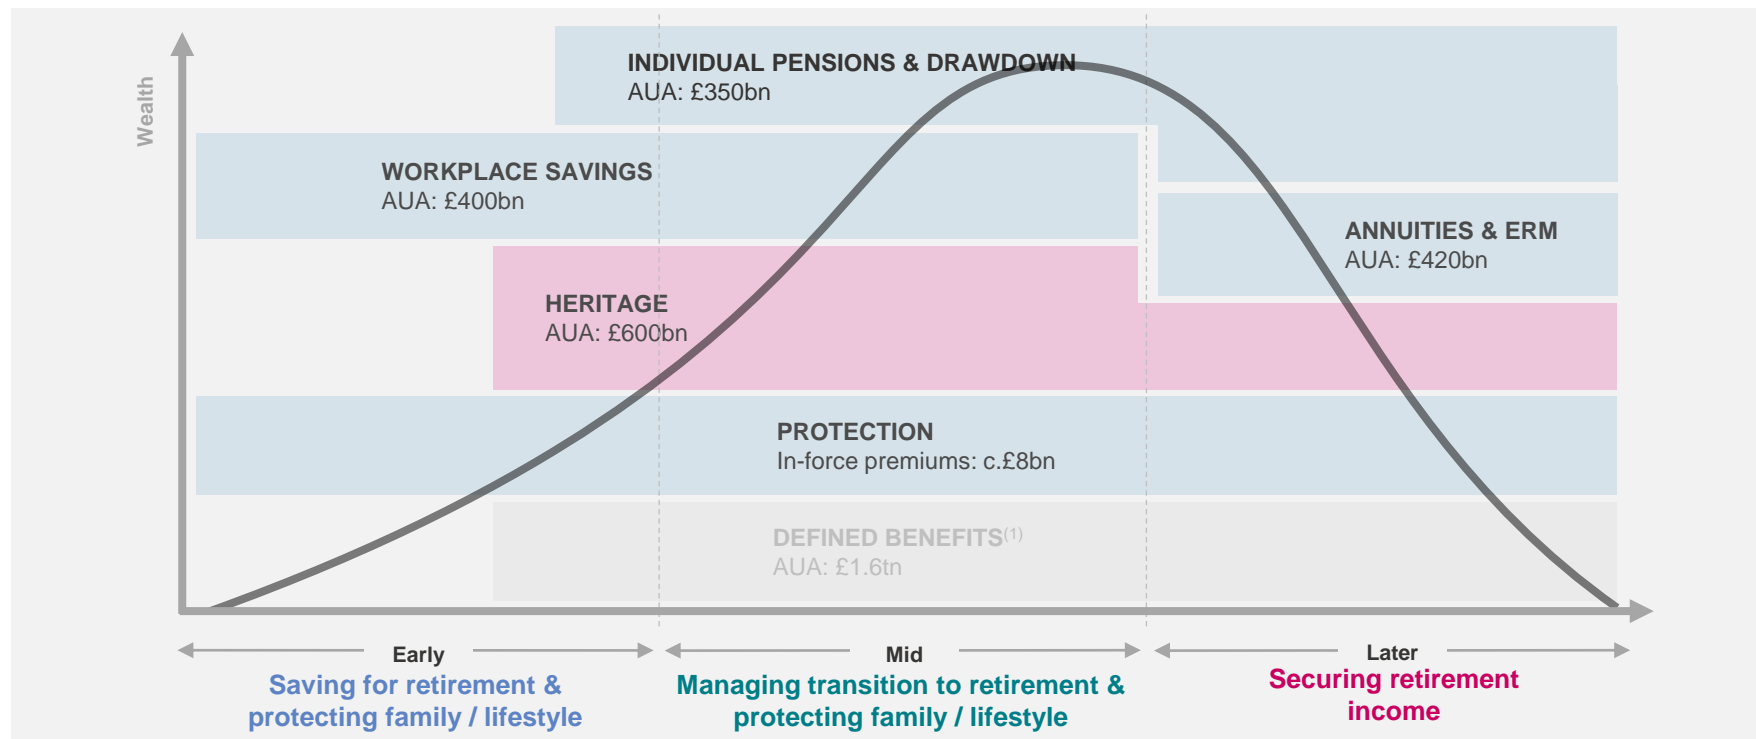 Wealth
INDIVIDUAL PENSIONS & DRAWDOWN
AUA: £350bn
WORKPLACE SAVINGS
AUA: £400bn
ANNUITIES & ERM
AUA: £420bn
HERITAGE
AUA: £600bn
PROTECTION
In-force premiums: c.£8bn
DEFINED BENEFITS(1)
AUA: £1.6tn
Early
Saving for retirement &
protecting family / lifestyle
Mid
Managing transition to retirement &
protecting family / lifestyle
Later
Securing retirement
income